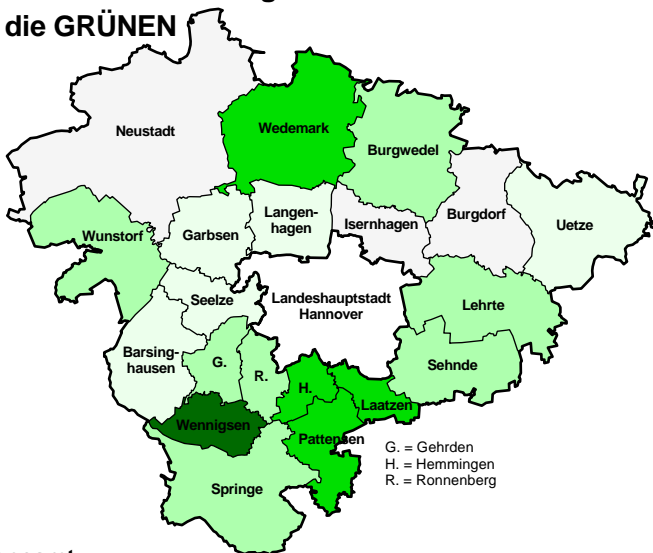 die GRÜNEN
Wedemark
Neustadt
Burgwedel
Langen-
hagen
Burgdorf
Isernhagen
Uetze
Wunstorf
Garbsen
Seelze
Landeshauptstadt
Hannover
Lehrte
Barsing-
hausen
G.
R.
Sehnde
H.
Laatzen
Wennigsen
Pattensen
G. = Gehrden
H. = Hemmingen
R. = Ronnenberg
Springe